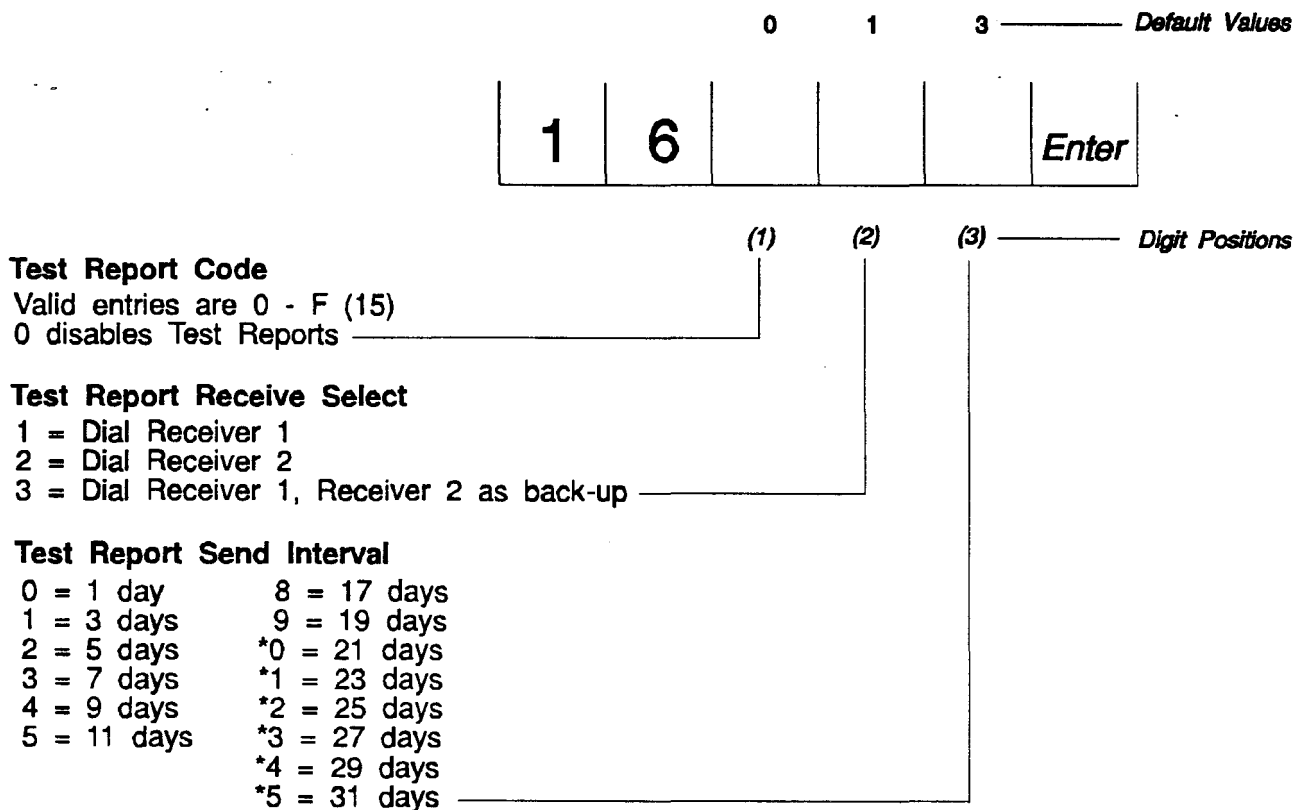 0 1 3 Default Values
1 6 Enter
(1) (2) (3) Digit Positions
Test Report Code
Valid entries are 0 - F (15)
0 disables Test Reports
Test Report Receive Select
1 = Dial Receiver 1
2 = Dial Receiver 2
3 = Dial Receiver 1, Receiver 2 as back-up
Test Report Send Interval
0 = 1 day 8 = 17 days
1 = 3 days 9 = 19 days
2 = 5 days *0 = 21 days
3 = 7 days *1 = 23 days
4 = 9 days *2 = 25 days
5 = 11 days *3 = 27 days
*4 = 29 days
*5 = 31 days